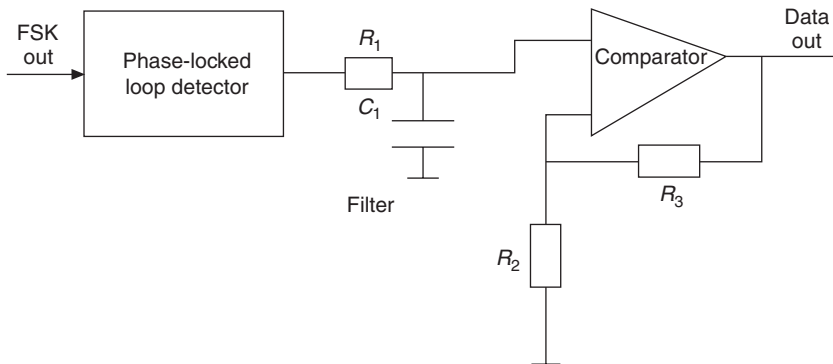 FSK
out
Phase-locked
loop detector
R1
C1
Filter
Comparator
Data
out
R3
R2